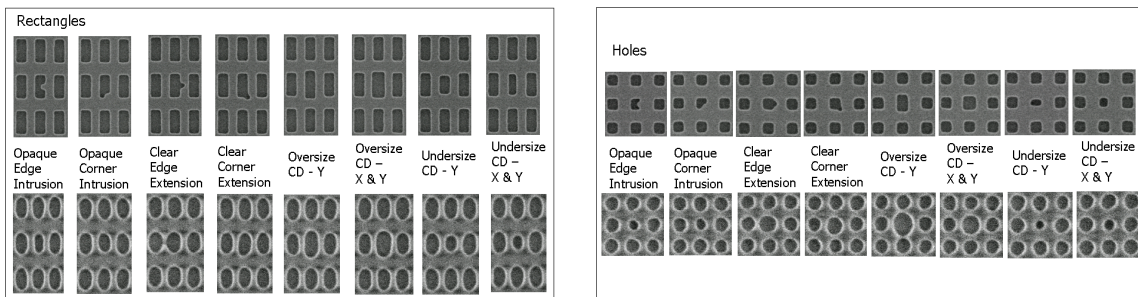 Rectangles
Opaque
Edge
Intrusion
Opaque
Corner
Intrusion
Clear
Edge
Extension
Clear
Corner
Extension
Oversize
CD - Y
Oversize
CD –
X & Y
Undersize
CD - Y
Undersize
CD –
X & Y
Holes
Opaque
Edge
Intrusion
Opaque
Corner
Intrusion
Clear
Edge
Extension
Clear
Corner
Extension
Oversize
CD - Y
Oversize
CD –
X & Y
Undersize
CD - Y
Undersize
CD –
X & Y